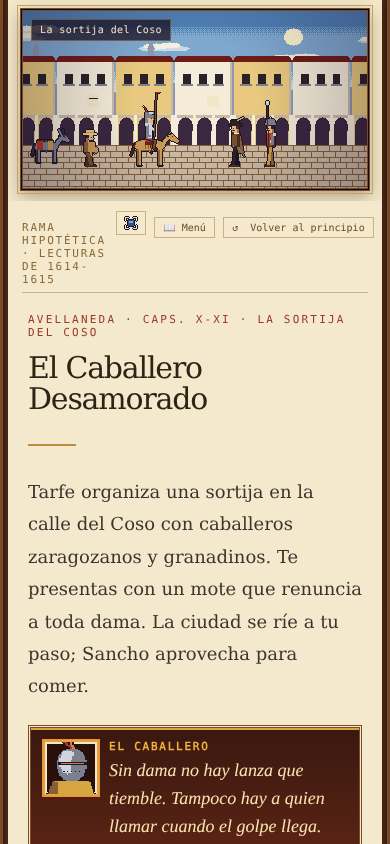 La sortija del Coso
RAMA
HIPOTÉTICA
· LECTURAS
DE 1614-
1615
📖 Menú
↺ Volver al principio
AVELLANEDA · CAPS. X-XI · LA SORTIJA
DEL COSO
El Caballero
Desamorado
Tarfe organiza una sortija en la
calle del Coso con caballeros
zaragozanos y granadinos. Te
presentas con un mote que renuncia
a toda dama. La ciudad se ríe a tu
paso; Sancho aprovecha para
comer.
EL CABALLERO
Sin dama no hay lanza que
tiemble. Tampoco hay a quien
llamar cuando el golpe llega.